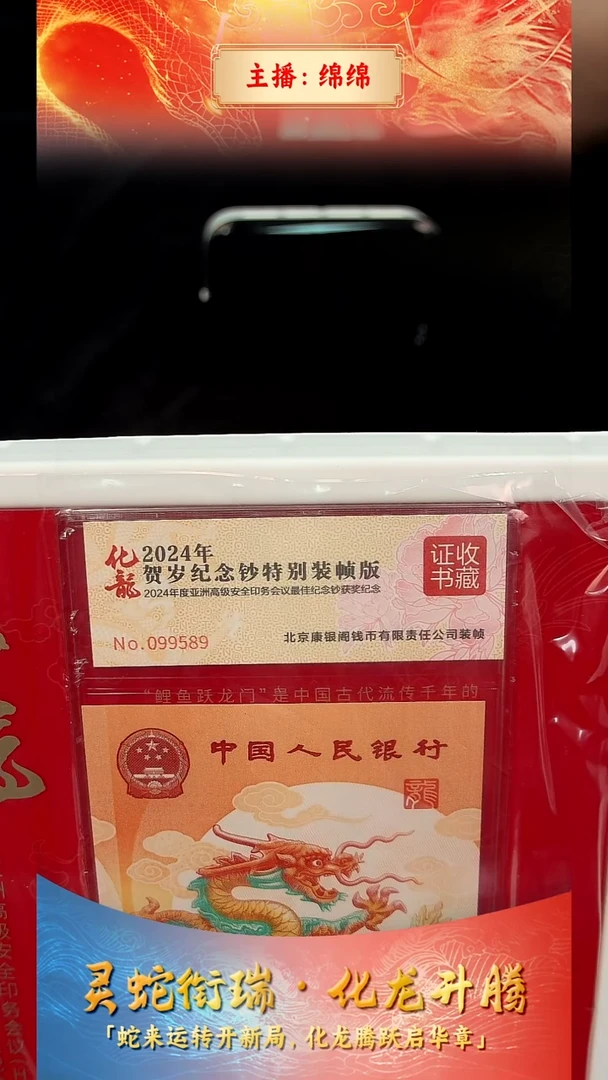 主播：绵绵
化龍
2024年
贺岁纪念钞特别装帧版
2024年度亚洲高级安全印务会议最佳纪念钞获奖纪念
收藏证书
No.099589
北京康银阁钱币有限责任公司装帧
“鲤鱼跃龙门”是中国古代流传千年的
中国人民银行
龍
灵蛇衔瑞·化龙升腾
「蛇来运转开新局，化龙腾跃启华章」